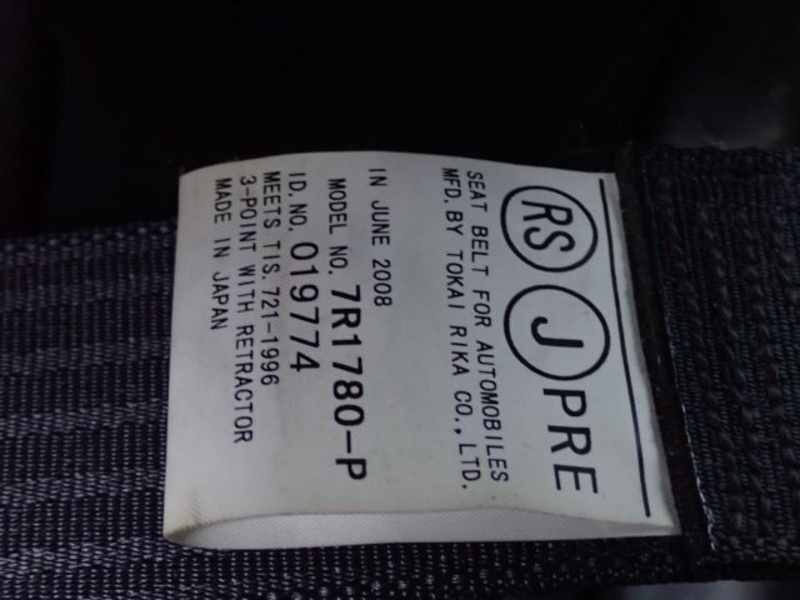 RS J PRE
SEAT BELT FOR AUTOMOBILES
MFD. BY TOKAI RIKA CO., LTD.
IN JUNE 2008
MODEL NO. 7R1780-P
ID. NO. 019774
MEETS TIS. 721-1996
3-POINT WITH RETRACTOR
MADE IN JAPAN